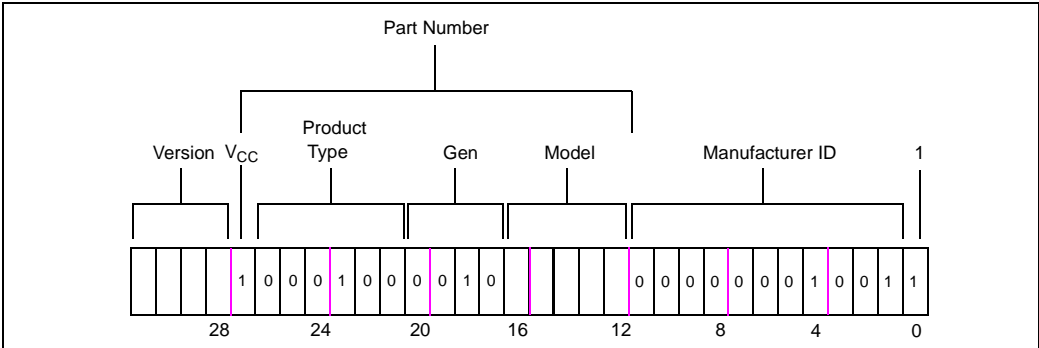 Part Number
Product
Version VCC Type Gen Model Manufacturer ID 1
1 0 0 0 1 0 0 0 0 1 0 0 0 0 0 0 0 0 1 0 0 1 1
28 24 20 16 12 8 4 0